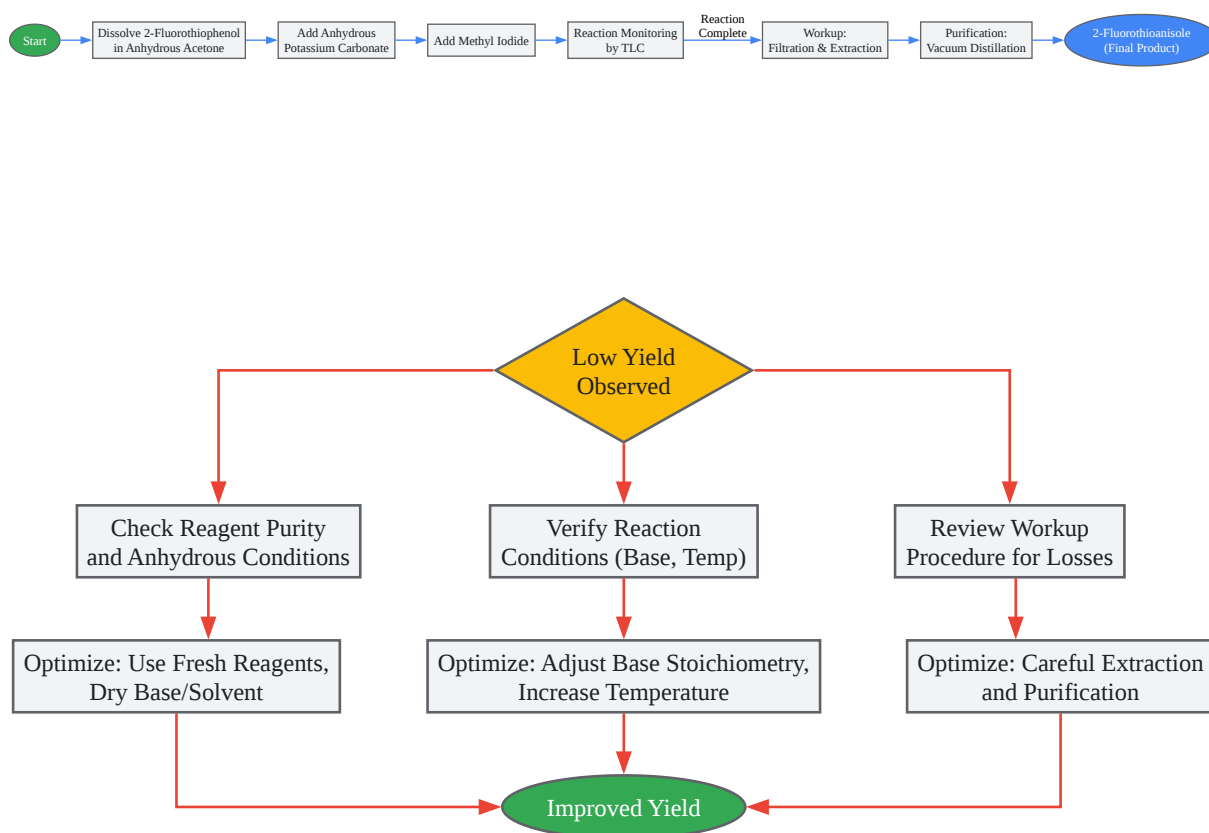 Start
Dissolve 2-Fluorothiophenol
in Anhydrous Acetone
Add Anhydrous
Potassium Carbonate
Add Methyl Iodide
Reaction Monitoring
by TLC
Reaction
Complete
Workup:
Filtration & Extraction
Purification:
Vacuum Distillation
2-Fluorothioanisole
(Final Product)
Low Yield
Observed
Check Reagent Purity
and Anhydrous Conditions
Verify Reaction
Conditions (Base, Temp)
Review Workup
Procedure for Losses
Optimize: Use Fresh Reagents,
Dry Base/Solvent
Optimize: Adjust Base Stoichiometry,
Increase Temperature
Optimize: Careful Extraction
and Purification
Improved Yield